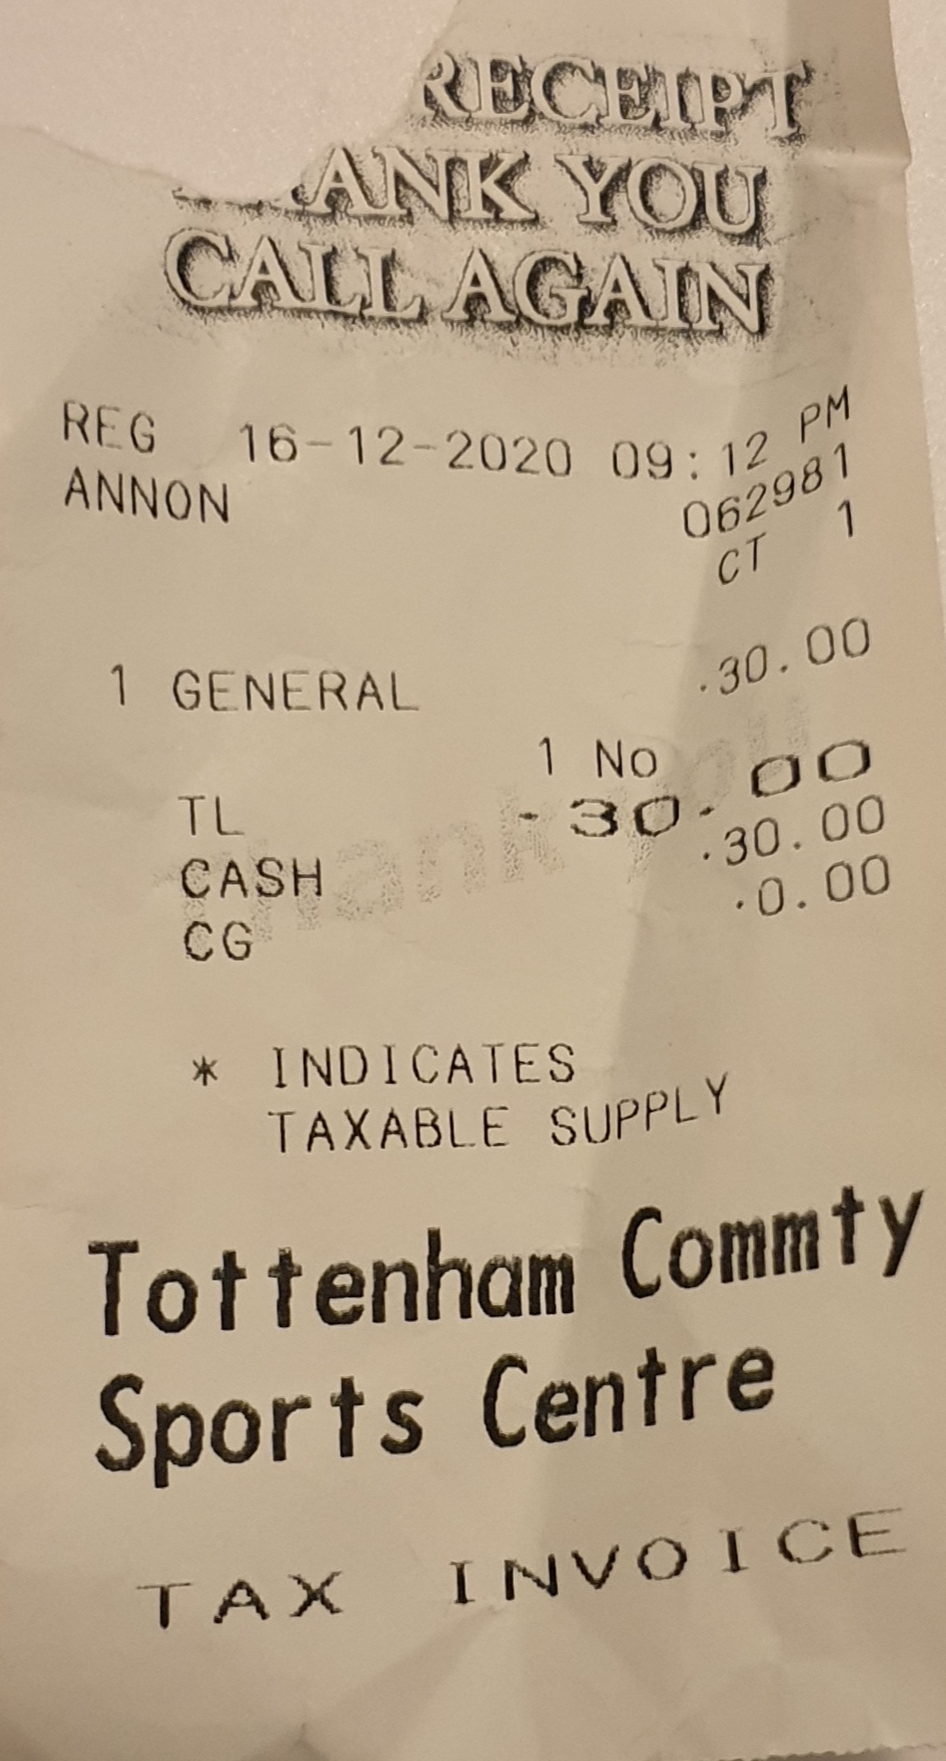 RECEIPT
THANK YOU
CALL AGAIN
REG 16-12-2020 09:12 PM
ANNON 062981
CT 1
1 GENERAL ·30.00
1 No
TL ·30.00
CASH ·30.00
CG ·0.00
* INDICATES
TAXABLE SUPPLY
Tottenham Commty
Sports Centre
TAX INVOICE